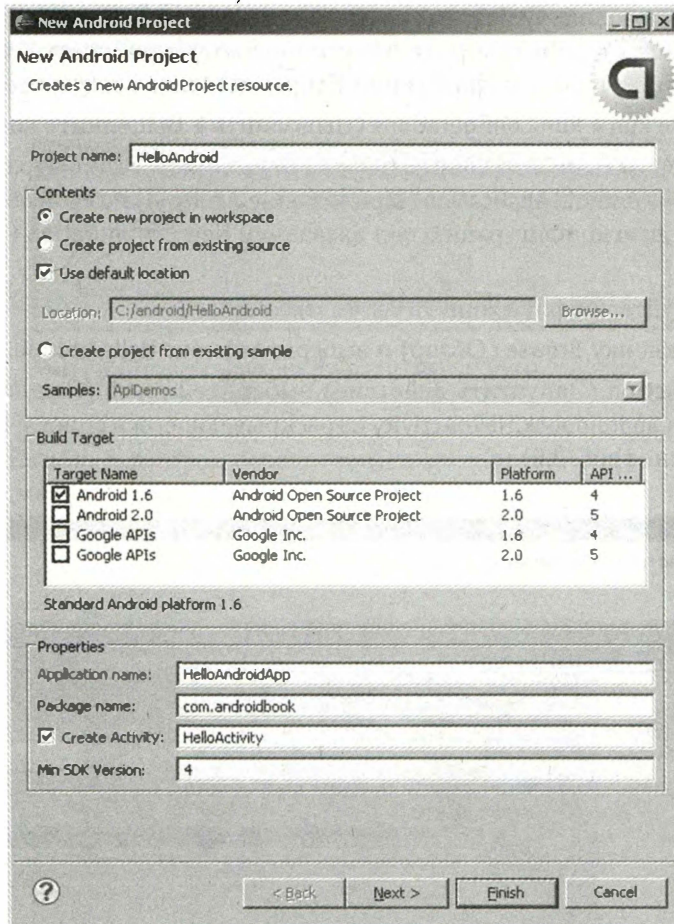 New Android Project
New Android Project
Creates a new Android Project resource.
Project name: HelloAndroid
Contents
Create new project in workspace
Create project from existing source
Use default location
Location: C:/android/HelloAndroid Browse...
Create project from existing sample
Samples: ApiDemos
Build Target
Target Name Vendor Platform API ...
Android 1.6 Android Open Source Project 1.6 4
Android 2.0 Android Open Source Project 2.0 5
Google APIs Google Inc. 1.6 4
Google APIs Google Inc. 2.0 5
Standard Android platform 1.6
Properties
Application name: HelloAndroidApp
Package name: com.androidbook
Create Activity: HelloActivity
Min SDK Version: 4
? < Back Next > Finish Cancel